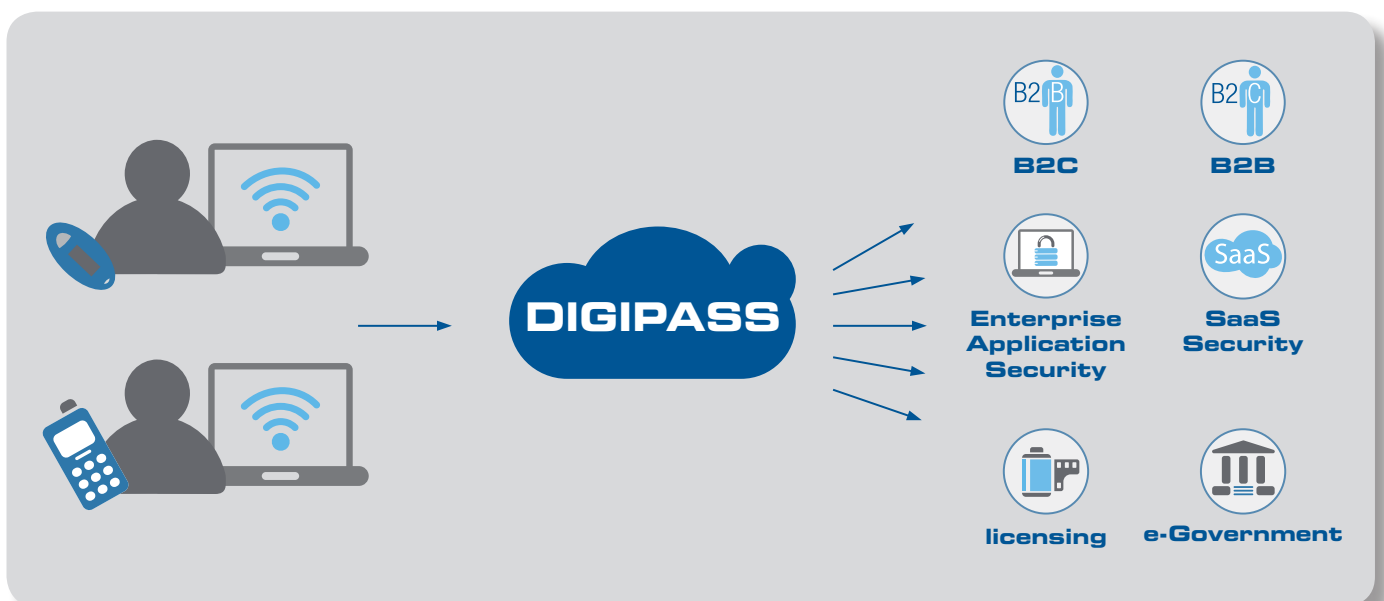 B2B
B2C
B2C
B2B
DIGIPASS
SaaS
Enterprise
Application
Security
SaaS
Security
licensing
e-Government